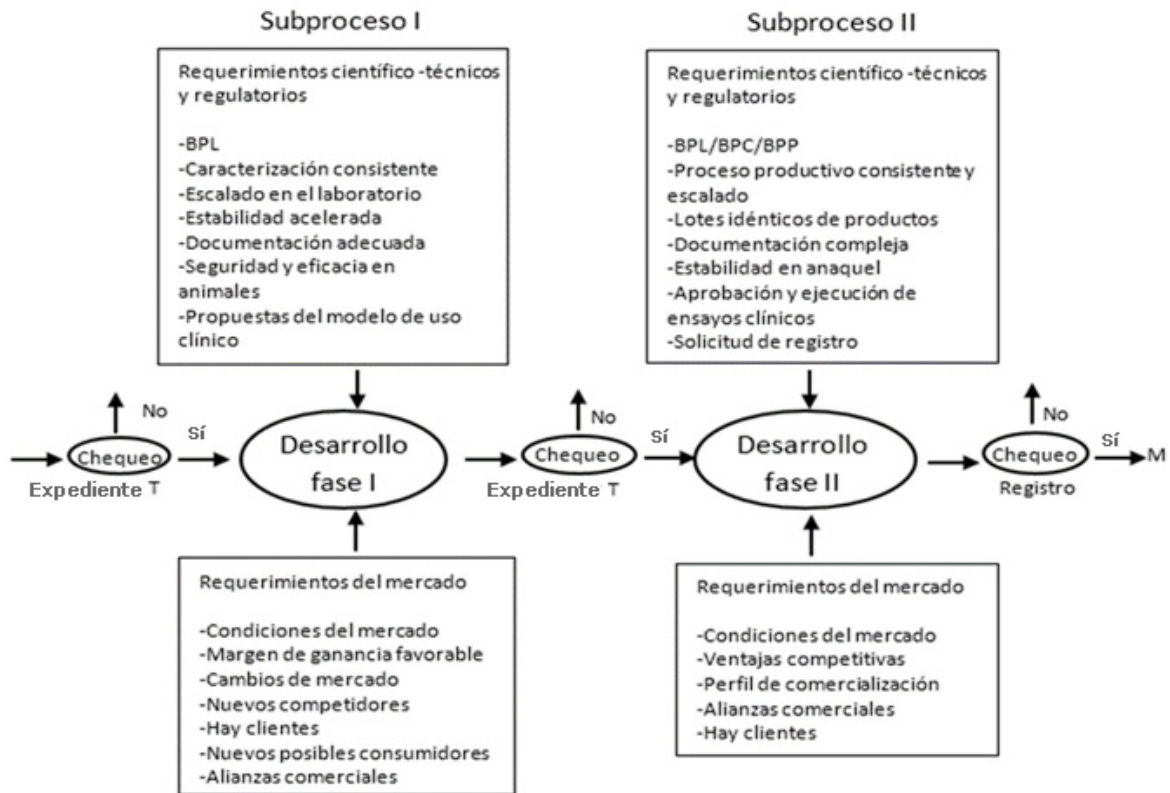 Subproceso I
Subproceso II
Requerimientos científico -técnicos
y regulatorios
-BPL
-Caracterización consistente
-Escalado en el laboratorio
-Estabilidad acelerada
-Documentación adecuada
-Seguridad y eficacia en
animales
-Propuestas del modelo de uso
clínico
Requerimientos científico -técnicos
y regulatorios
-BPL/BPC/BPP
-Proceso productivo consistente y
escalado
-Lotes idénticos de productos
-Documentación compleja
-Estabilidad en anaquel
-Aprobación y ejecución de
ensayos clínicos
-Solicitud de registro
No
Chequeo
Sí
Expediente T
Desarrollo
fase I
No
Chequeo
Sí
Expediente T
Desarrollo
fase II
No
Chequeo
Sí
M
Registro
Requerimientos del mercado
-Condiciones del mercado
-Margen de ganancia favorable
-Cambios de mercado
-Nuevos competidores
-Hay clientes
-Nuevos posibles consumidores
-Alianzas comerciales
Requerimientos del mercado
-Condiciones del mercado
-Ventajas competitivas
-Perfil de comercialización
-Alianzas comerciales
-Hay clientes